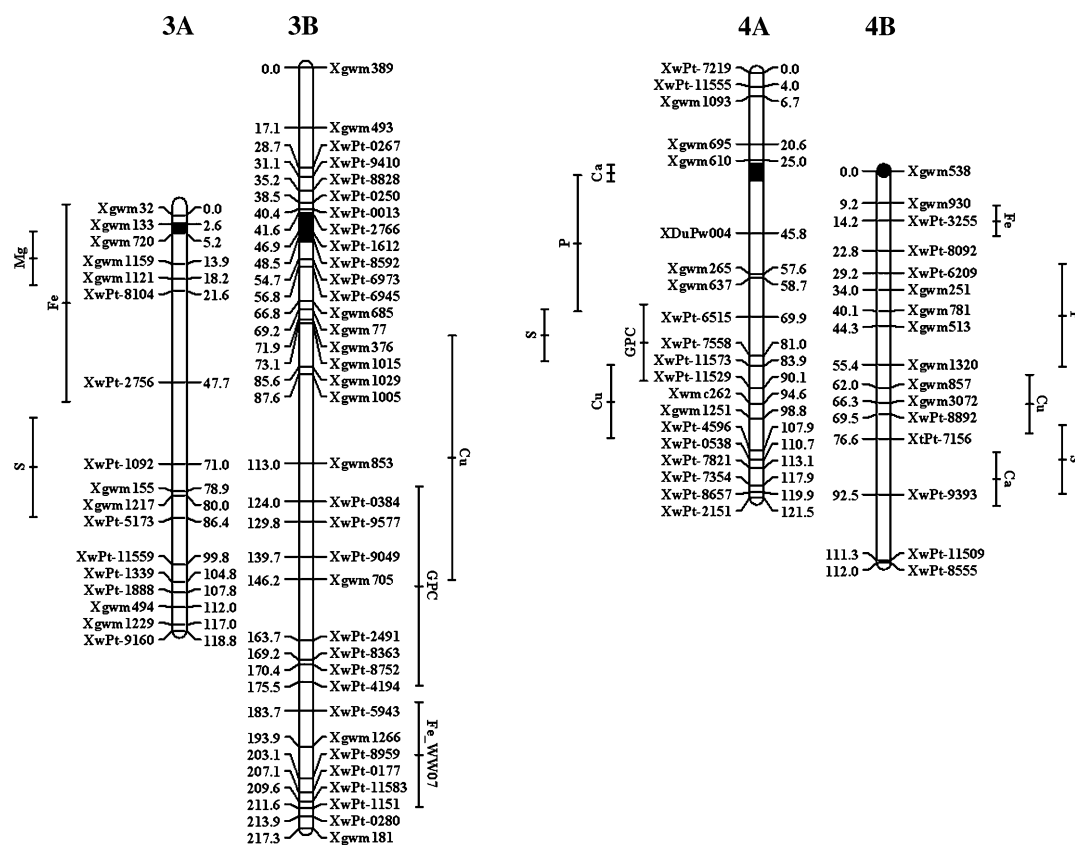 3A
Xgwm32 0.0
Xgwm133 2.6
Xgwm720 5.2
Xgwm1159 13.9
Xgwm1121 18.2
XwPt-8104 21.6
XwPt-2756 47.7
XwPt-1092 71.0
Xgwm155 78.9
Xgwm1217 80.0
XwPt-5173 86.4
XwPt-11559 99.8
XwPt-1339 104.8
XwPt-1888 107.8
Xgwm494 112.0
Xgwm1229 117.0
XwPt-9160 118.8
Mg
Fe
S
3B
0.0 Xgwm389
17.1 Xgwm493
28.7 XwPt-0267
31.1 XwPt-9410
35.2 XwPt-8828
38.5 XwPt-0250
40.4 XwPt-0013
41.6 XwPt-2766
46.9 XwPt-1612
48.5 XwPt-8592
54.7 XwPt-6973
56.8 XwPt-6945
66.8 Xgwm685
69.2 Xgwm77
71.9 Xgwm376
73.1 Xgwm1015
85.6 Xgwm1029
87.6 Xgwm1005
113.0 Xgwm853
124.0 XwPt-0384
129.8 XwPt-9577
139.7 XwPt-9049
146.2 Xgwm705
163.7 XwPt-2491
169.2 XwPt-8363
170.4 XwPt-8752
175.5 XwPt-4194
183.7 XwPt-5943
193.9 Xgwm1266
203.1 XwPt-8959
207.1 XwPt-0177
209.6 XwPt-11583
211.6 XwPt-1151
213.9 XwPt-0280
217.3 Xgwm181
Cu
GPC
Fe_WW07
4A
XwPt-7219 0.0
XwPt-11555 4.0
Xgwm1093 6.7
Xgwm695 20.6
Xgwm610 25.0
XDuPw004 45.8
Xgwm265 57.6
Xgwm637 58.7
XwPt-6515 69.9
XwPt-7558 81.0
XwPt-11573 83.9
XwPt-11529 90.1
Xwmc262 94.6
Xgwm1251 98.8
XwPt-4596 107.9
XwPt-0538 110.7
XwPt-7821 113.1
XwPt-7354 117.9
XwPt-8657 119.9
XwPt-2151 121.5
Ca
P
S
GPC
Cu
4B
0.0 Xgwm538
9.2 Xgwm930
14.2 XwPt-3255
22.8 XwPt-8092
29.2 XwPt-6209
34.0 Xgwm251
40.1 Xgwm781
44.3 Xgwm513
55.4 Xgwm1320
62.0 Xgwm857
66.3 Xgwm3072
69.5 XwPt-8892
76.6 XtPt-7156
92.5 XwPt-9393
111.3 XwPt-11509
112.0 XwPt-8555
Fe
Cu
Ca